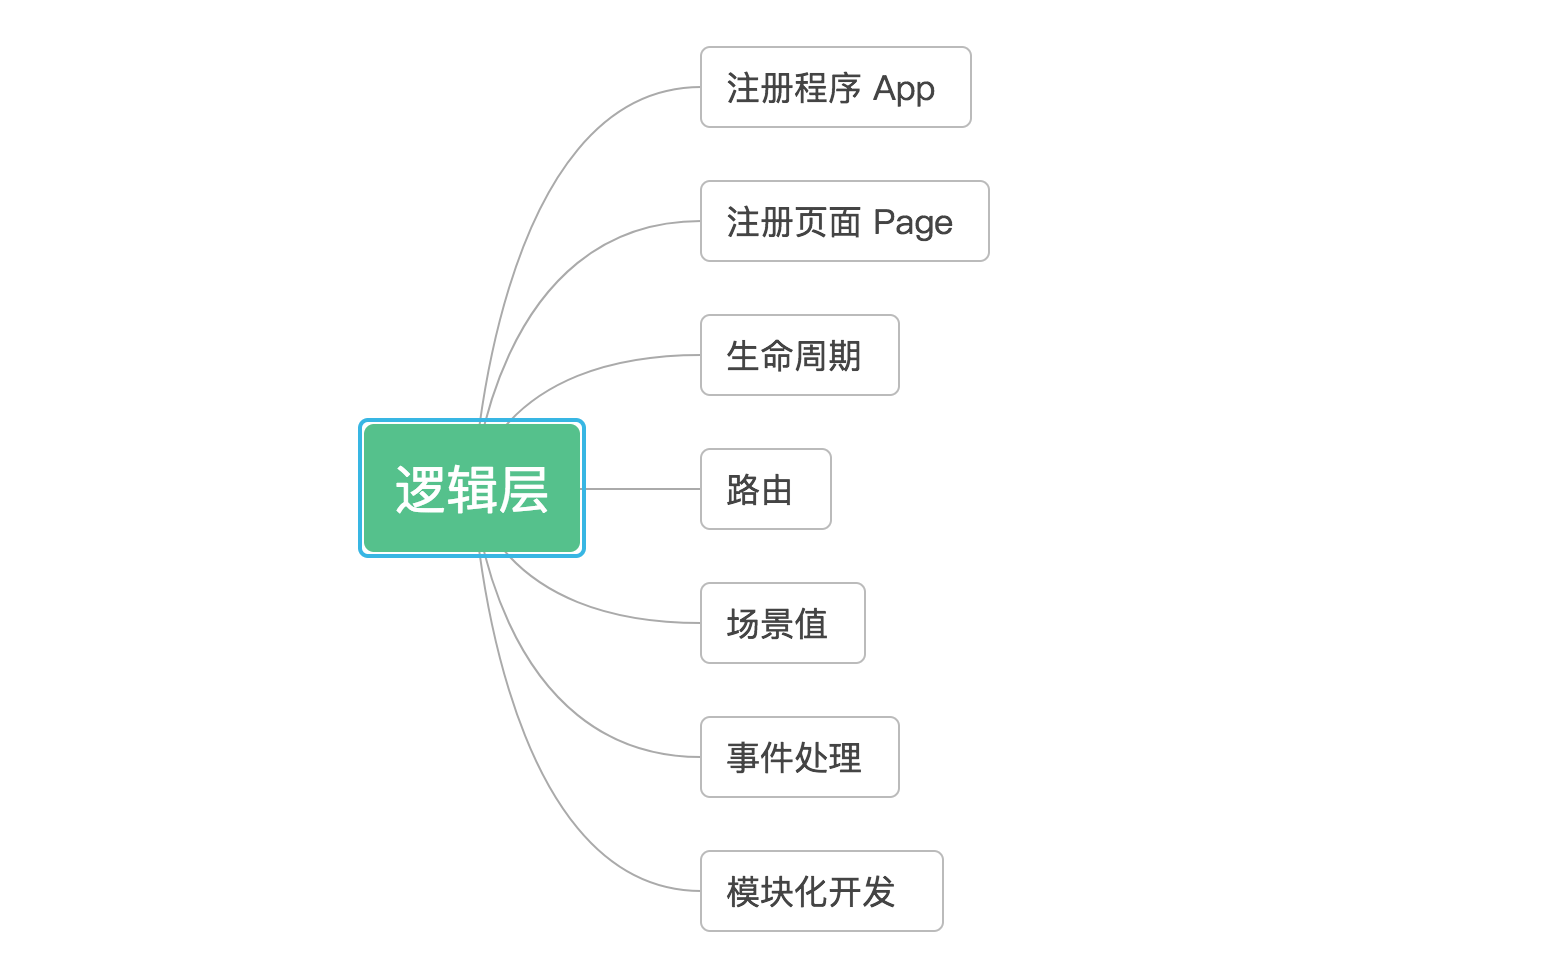 注册程序 App
注册页面 Page
生命周期
逻辑层
路由
场景值
事件处理
模块化开发